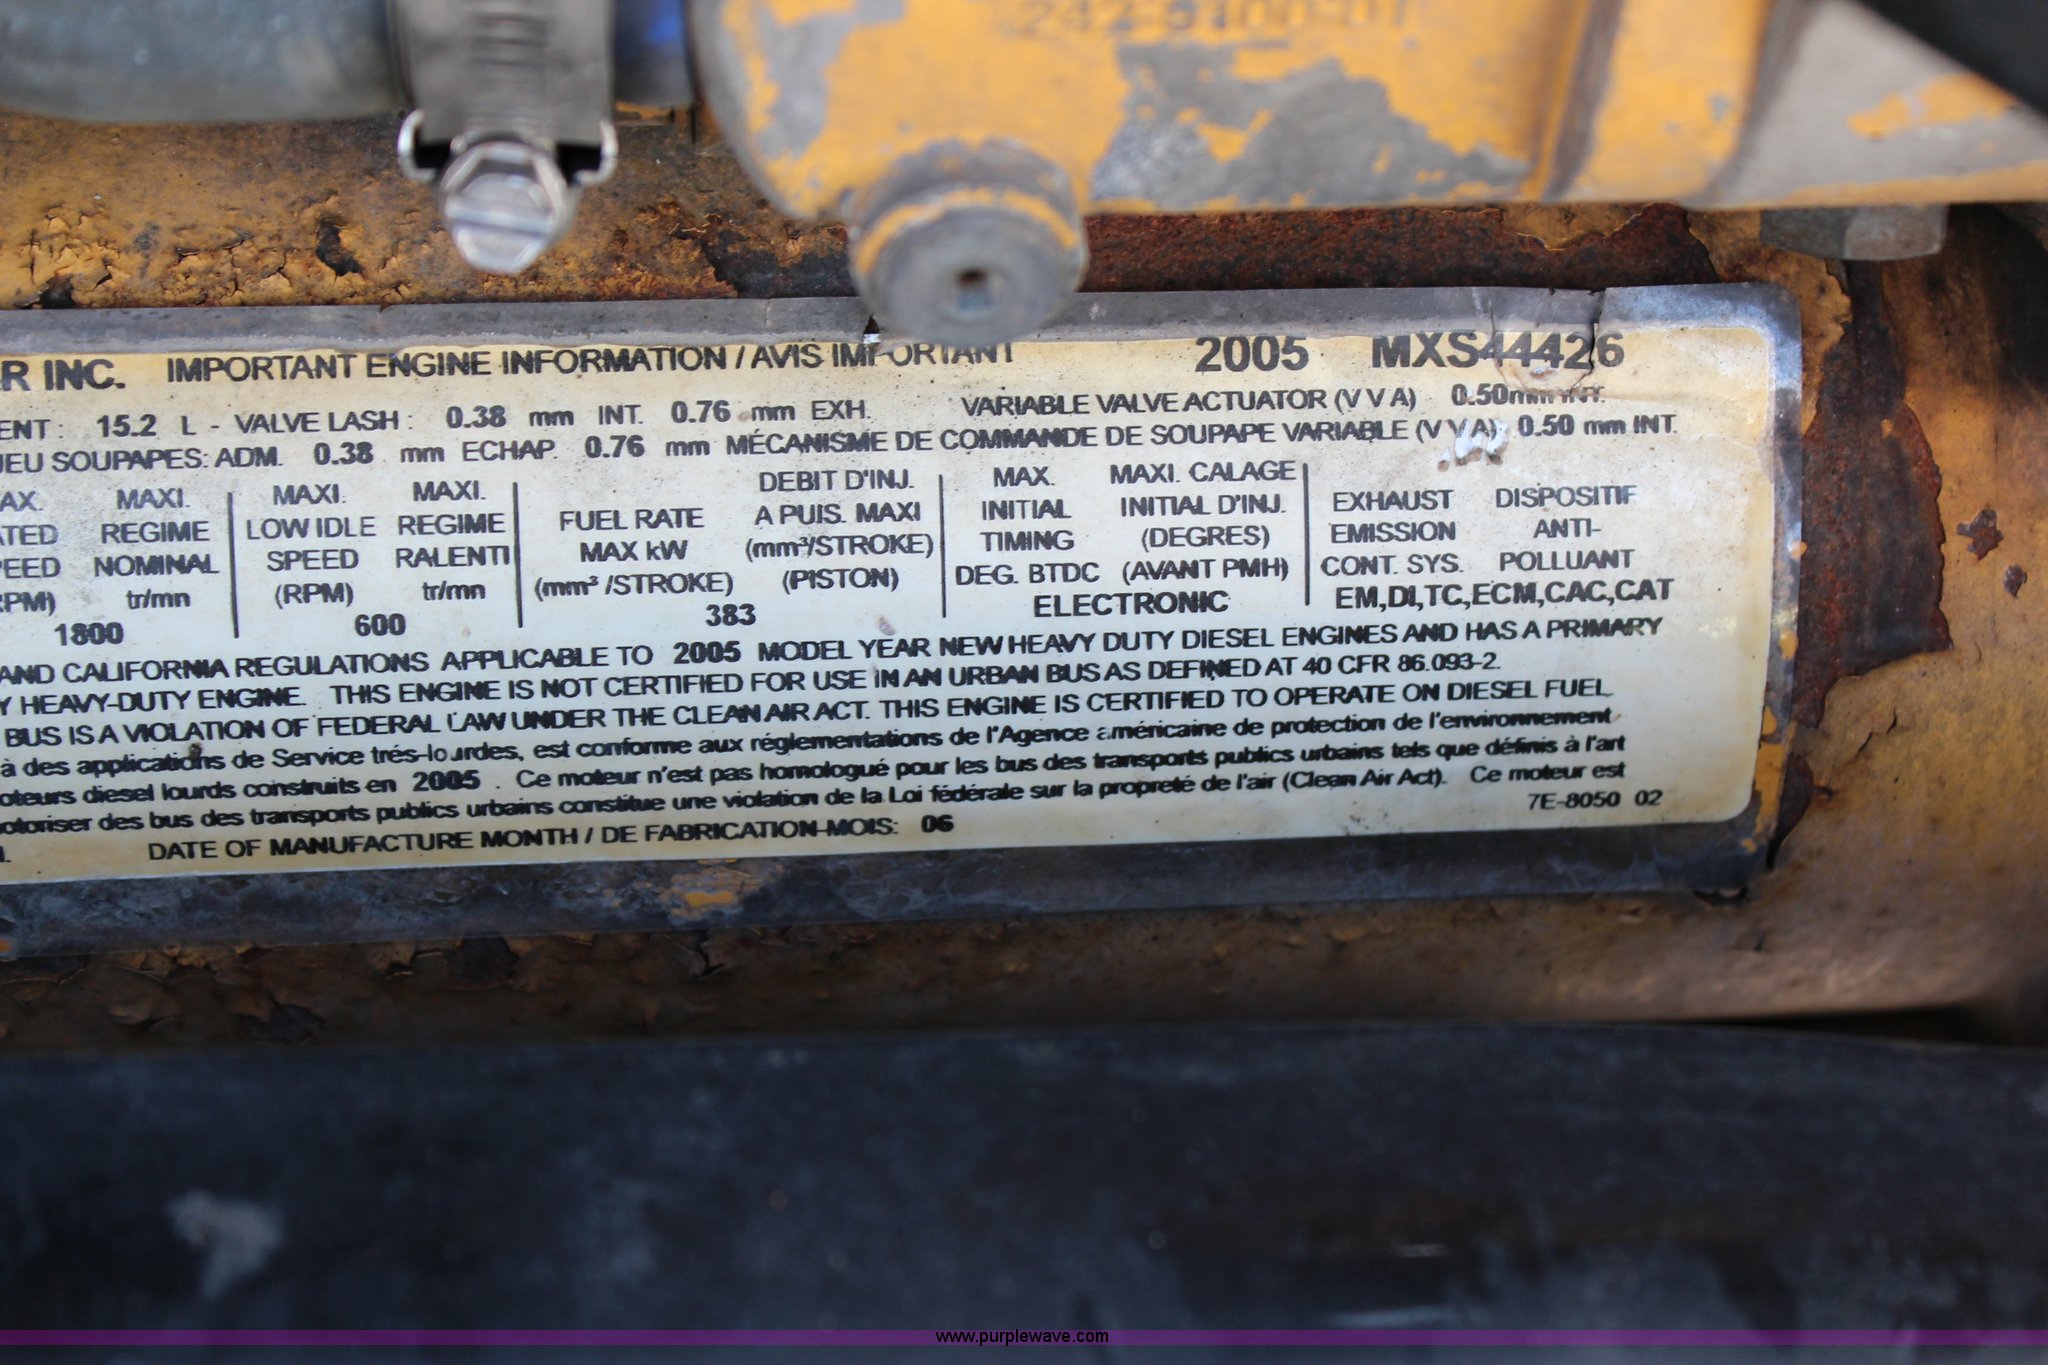 242-5100-01
R INC. IMPORTANT ENGINE INFORMATION / AVIS IMPORTANT 2005 MXS44426
ENT : 15.2 L - VALVE LASH : 0.38 mm INT. 0.76 mm EXH. VARIABLE VALVE ACTUATOR (V V A) 0.50mm INT.
JEU SOUPAPES: ADM. 0.38 mm ECHAP. 0.76 mm MÉCANISME DE COMMANDE DE SOUPAPE VARIABLE (V V A) 0.50 mm INT.
AX. MAXI. MAXI. MAXI. DEBIT D'INJ. MAX. MAXI. CALAGE
ATED REGIME LOW IDLE REGIME FUEL RATE A PUIS. MAXI INITIAL INITIAL D'INJ. EXHAUST DISPOSITIF
PEED NOMINAL SPEED RALENTI MAX kW (mm³/STROKE) TIMING (DEGRES) EMISSION ANTI-
RPM) tr/mn (RPM) tr/mn (mm³ /STROKE) (PISTON) DEG. BTDC (AVANT PMH) CONT. SYS. POLLUANT
1800 600 383 ELECTRONIC EM,DI,TC,ECM,CAC,CAT
AND CALIFORNIA REGULATIONS APPLICABLE TO 2005 MODEL YEAR NEW HEAVY DUTY DIESEL ENGINES AND HAS A PRIMARY
Y HEAVY-DUTY ENGINE. THIS ENGINE IS NOT CERTIFIED FOR USE IN AN URBAN BUS AS DEFINED AT 40 CFR 86.093-2.
BUS IS A VIOLATION OF FEDERAL LAW UNDER THE CLEAN AIR ACT. THIS ENGINE IS CERTIFIED TO OPERATE ON DIESEL FUEL.
à des applications de Service trés-lourdes, est conforme aux réglementations de l'Agence américaine de protection de l'environnement
oteurs diesel lourds construits en 2005 . Ce moteur n'est pas homologué pour les bus des transports publics urbains tels que définis à l'art
otoriser des bus des transports publics urbains constitue une violation de la Loi fédérale sur la propreté de l'air (Clean Air Act). Ce moteur est
DATE OF MANUFACTURE MONTH / DE FABRICATION-MOIS: 06 7E-8050 02
www.purplewave.com